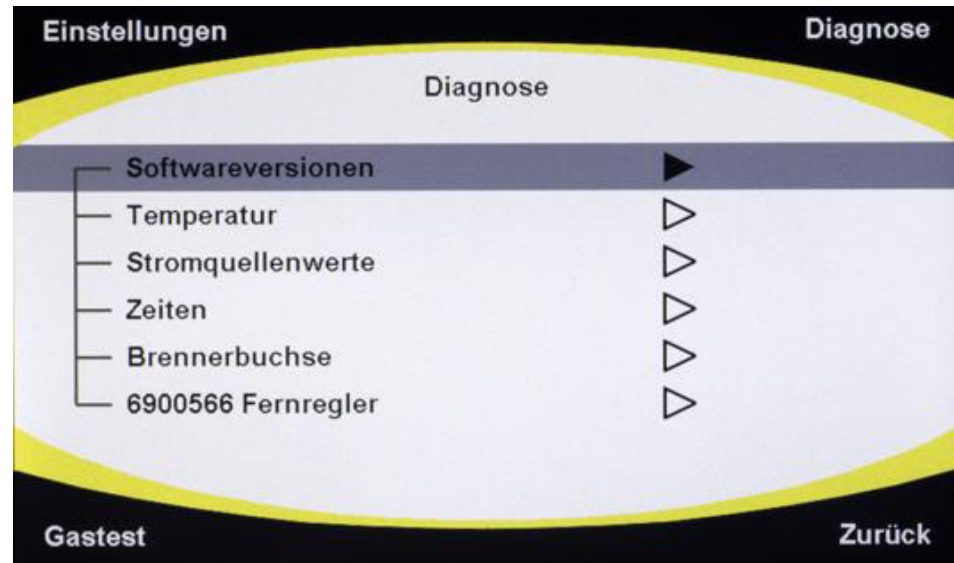 Einstellungen
Diagnose
Diagnose
Softwareversionen
Temperatur
Stromquellenwerte
Zeiten
Brennerbuchse
6900566 Fernregler
Gastest
Zurück